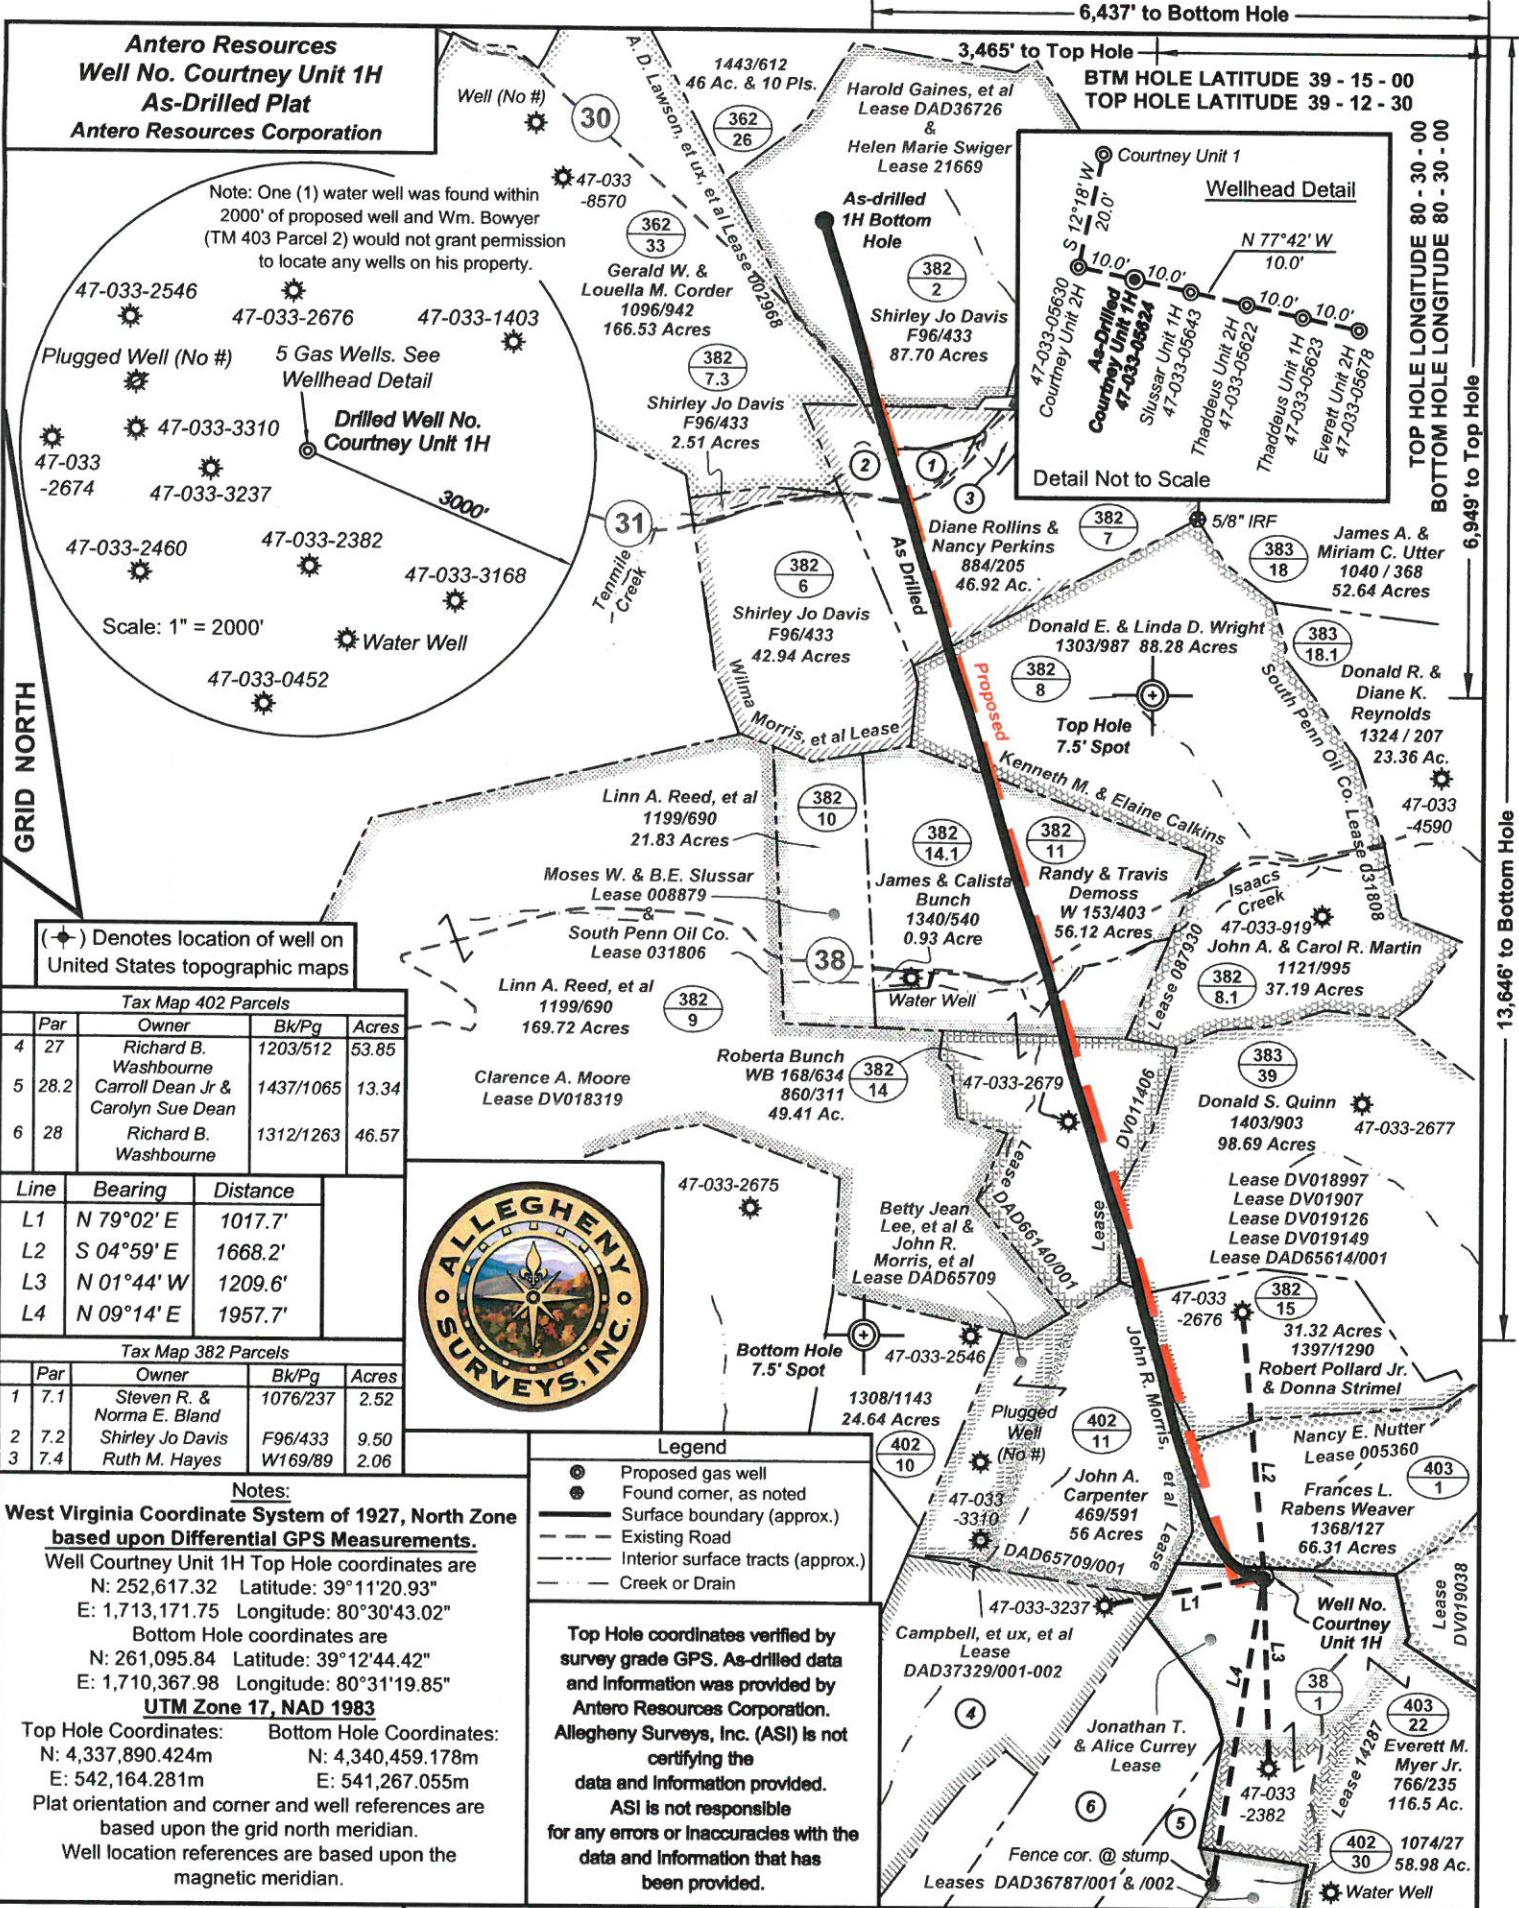 6,437' to Bottom Hole
3,465' to Top Hole
BTM HOLE LATITUDE 39 - 15 - 00
TOP HOLE LATITUDE 39 - 12 - 30
TOP HOLE LONGITUDE 80 - 30 - 00
BOTTOM HOLE LONGITUDE 80 - 30 - 00
6,949' to Top Hole
13,646' to Bottom Hole
Antero Resources
Well No. Courtney Unit 1H
As-Drilled Plat
Antero Resources Corporation
Note: One (1) water well was found within
2000' of proposed well and Wm. Bowyer
(TM 403 Parcel 2) would not grant permission
to locate any wells on his property.
47-033-2546
47-033-2676
47-033-1403
Plugged Well (No #)
5 Gas Wells. See
Wellhead Detail
47-033-3310
Drilled Well No.
Courtney Unit 1H
47-033
-2674
47-033-3237
3000'
47-033-2460
47-033-2382
47-033-3168
Scale: 1" = 2000'
Water Well
47-033-0452
GRID NORTH
Well (No #)
30
47-033
-8570
A. D. Lawson, et ux, et al Lease 002968
1443/612
46 Ac. & 10 Pls.
362
26
Harold Gaines, et al
Lease DAD36726
&
Helen Marie Swiger
Lease 21669
As-drilled
1H Bottom
Hole
362
33
Gerald W. &
Louella M. Corder
1096/942
166.53 Acres
382
2
Shirley Jo Davis
F96/433
87.70 Acres
382
7.3
Shirley Jo Davis
F96/433
2.51 Acres
Courtney Unit 1
Wellhead Detail
S 12°18' W
20.0'
N 77°42' W
10.0'
10.0'
10.0'
10.0'
10.0'
47-033-05630
Courtney Unit 2H
As-Drilled
Courtney Unit 1H
47-033-05624
Slussar Unit 1H
47-033-05643
Thaddeus Unit 2H
47-033-05622
Thaddeus Unit 1H
47-033-05623
Everett Unit 2H
47-033-05678
Detail Not to Scale
2
1
3
31
Tenmile
Creek
As Drilled
Diane Rollins &
Nancy Perkins
884/205
46.92 Ac.
382
7
5/8" IRF
383
18
James A. &
Miriam C. Utter
1040 / 368
52.64 Acres
382
6
Shirley Jo Davis
F96/433
42.94 Acres
Wilma Morris, et al Lease
Donald E. & Linda D. Wright
1303/987 88.28 Acres
382
8
Proposed
Top Hole
7.5' Spot
383
18.1
Donald R. &
Diane K.
Reynolds
1324 / 207
23.36 Ac.
47-033
-4590
South Penn Oil Co. Lease 031808
Kenneth M. & Elaine Calkins
Lease 087930
Linn A. Reed, et al
1199/690
21.83 Acres
382
10
382
14.1
James & Calista
Bunch
1340/540
0.93 Acre
382
11
Randy & Travis
Demoss
W 153/403
56.12 Acres
Isaacs
Creek
47-033-919
John A. & Carol R. Martin
1121/995
37.19 Acres
382
8.1
Moses W. & B.E. Slussar
Lease 008879
&
South Penn Oil Co.
Lease 031806
38
Water Well
Linn A. Reed, et al
1199/690
169.72 Acres
382
9
Clarence A. Moore
Lease DV018319
Roberta Bunch
WB 168/634
860/311
49.41 Ac.
382
14
47-033-2679
Lease
DV011406
383
39
Donald S. Quinn
1403/903
98.69 Acres
47-033-2677
Lease DV018997
Lease DV01907
Lease DV019126
Lease DV019149
Lease DAD65614/001
Lease DAD66140/001
47-033-2675
Betty Jean
Lee, et al &
John R.
Morris, et al
Lease DAD65709
47-033
-2676
382
15
31.32 Acres
1397/1290
Robert Pollard Jr.
& Donna Strimel
Bottom Hole
7.5' Spot
47-033-2546
1308/1143
24.64 Acres
402
10
Plugged
Well
(No #)
402
11
John A.
Carpenter
469/591
56 Acres
47-033
-3310
DAD65709/001
John R. Morris, et al Lease
L2
Nancy E. Nutter
Lease 005360
403
1
Frances L.
Rabens Weaver
1368/127
66.31 Acres
Lease
DV019038
47-033-3237
L1
Campbell, et ux, et al
Lease
DAD37329/001-002
4
Well No.
Courtney
Unit 1H
L3
L4
38
1
403
22
Everett M.
Myer Jr.
766/235
116.5 Ac.
Jonathan T.
& Alice Currey
Lease
47-033
-2382
Lease 14287
6
5
Fence cor. @ stump
Leases DAD36787/001 & /002
402
30
1074/27
58.98 Ac.
Water Well
( ) Denotes location of well on
United States topographic maps
Tax Map 402 Parcels
Par Owner Bk/Pg Acres
4 27 Richard B. Washbourne 1203/512 53.85
5 28.2 Carroll Dean Jr & Carolyn Sue Dean 1437/1065 13.34
6 28 Richard B. Washbourne 1312/1263 46.57
Line Bearing Distance
L1 N 79°02' E 1017.7'
L2 S 04°59' E 1668.2'
L3 N 01°44' W 1209.6'
L4 N 09°14' E 1957.7'
Tax Map 382 Parcels
Par Owner Bk/Pg Acres
1 7.1 Steven R. & Norma E. Bland 1076/237 2.52
2 7.2 Shirley Jo Davis F96/433 9.50
3 7.4 Ruth M. Hayes W169/89 2.06
ALLEGHENY
SURVEYS, INC.
Legend
Proposed gas well
Found corner, as noted
Surface boundary (approx.)
Existing Road
Interior surface tracts (approx.)
Creek or Drain
Notes:
West Virginia Coordinate System of 1927, North Zone
based upon Differential GPS Measurements.
Well Courtney Unit 1H Top Hole coordinates are
N: 252,617.32 Latitude: 39°11'20.93"
E: 1,713,171.75 Longitude: 80°30'43.02"
Bottom Hole coordinates are
N: 261,095.84 Latitude: 39°12'44.42"
E: 1,710,367.98 Longitude: 80°31'19.85"
UTM Zone 17, NAD 1983
Top Hole Coordinates: Bottom Hole Coordinates:
N: 4,337,890.424m N: 4,340,459.178m
E: 542,164.281m E: 541,267.055m
Plat orientation and corner and well references are
based upon the grid north meridian.
Well location references are based upon the
magnetic meridian.
Top Hole coordinates verified by
survey grade GPS. As-drilled data
and Information was provided by
Antero Resources Corporation.
Allegheny Surveys, Inc. (ASI) is not
certifying the
data and Information provided.
ASI is not responsible
for any errors or inaccuracies with the
data and Information that has
been provided.